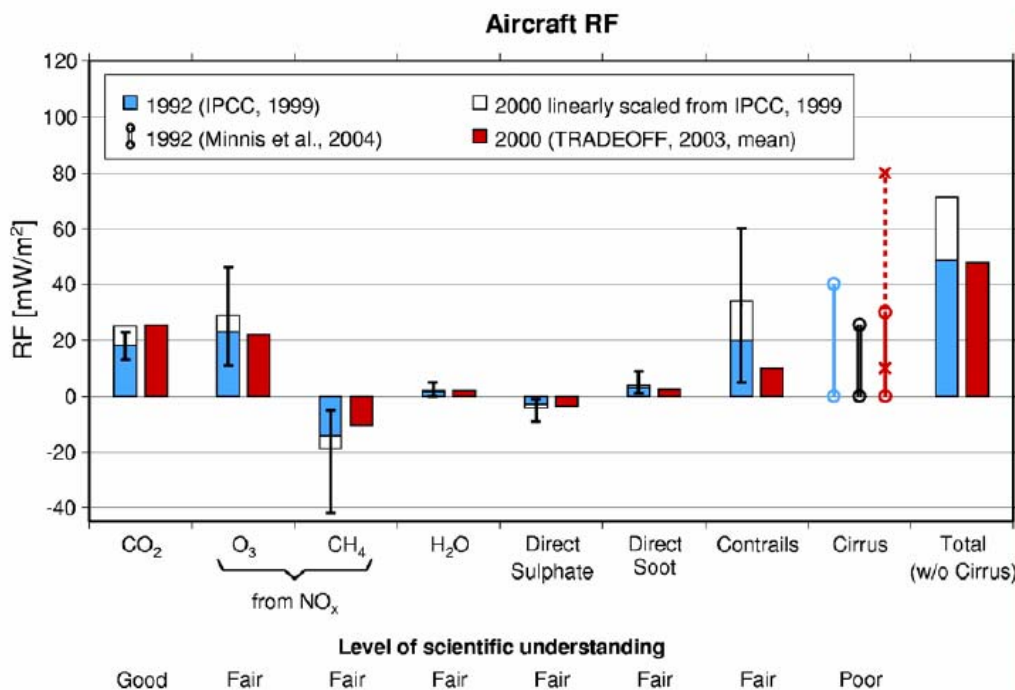 Aircraft RF
120
100
80
60
40
20
0
-20
-40
RF [mW/m²]
1992 (IPCC, 1999)
1992 (Minnis et al., 2004)
2000 linearly scaled from IPCC, 1999
2000 (TRADEOFF, 2003, mean)
CO₂
O₃
CH₄
H₂O
Direct
Sulphate
Direct
Soot
Contrails
Cirrus
Total
(w/o Cirrus)
from NOₓ
Level of scientific understanding
Good Fair Fair Fair Fair Fair Fair Poor